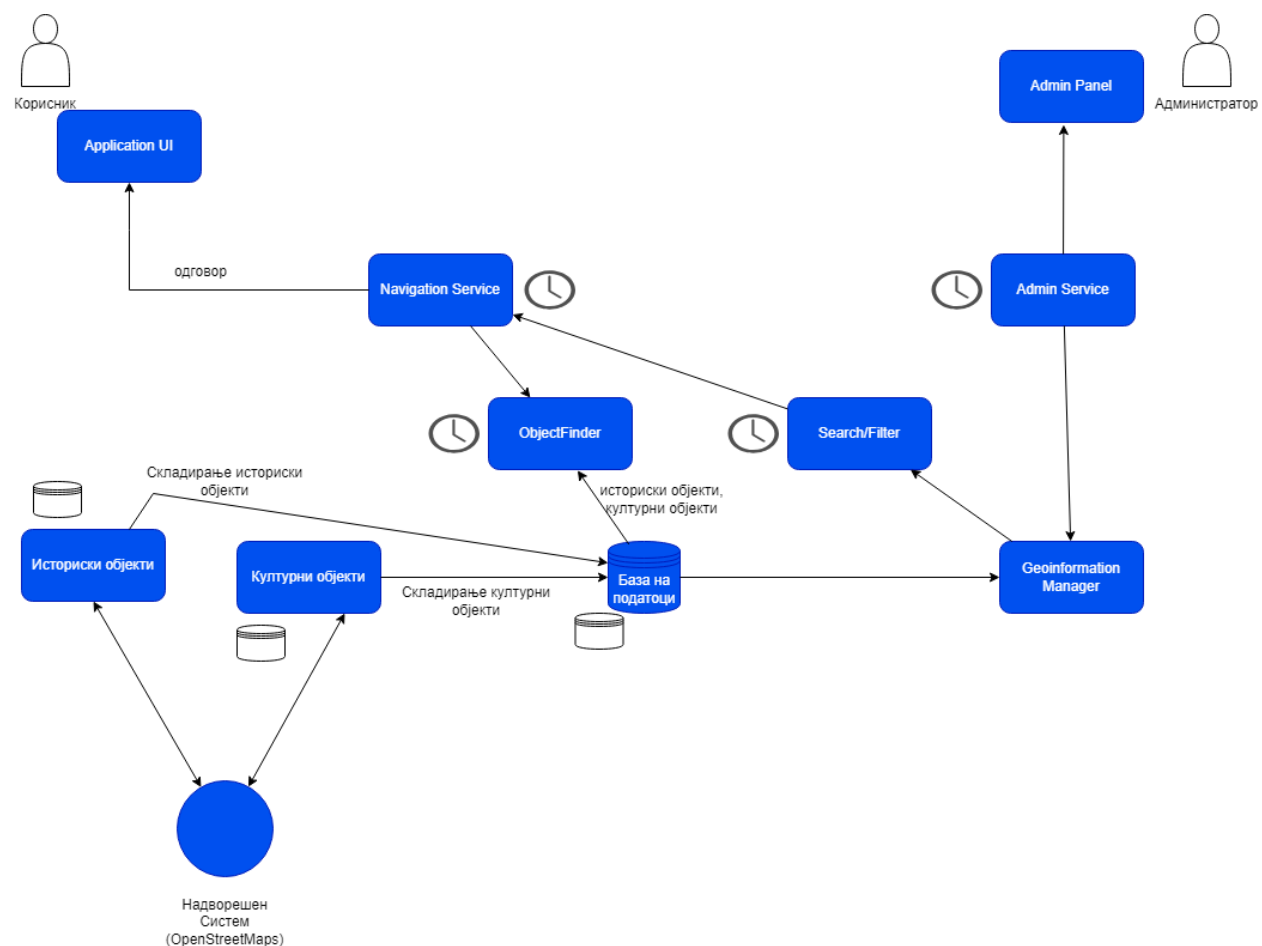 Корисник
Application UI
Admin Panel
Администратор
одговор
Navigation Service
Admin Service
ObjectFinder
Search/Filter
Складирање историски
објекти
историски објекти,
културни објекти
Историски објекти
Културни објекти
Складирање културни
објекти
База на
податоци
Geoinformation
Manager
Надворешен
Систем
(OpenStreetMaps)